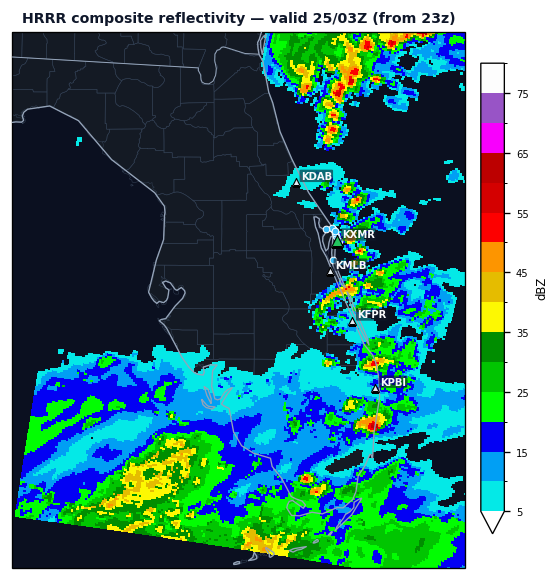 HRRR composite reflectivity — valid 25/03Z (from 23z)
KDAB
KXMR
KMLB
KFPR
KPBI
75
65
55
45
35
25
15
5
dBZ